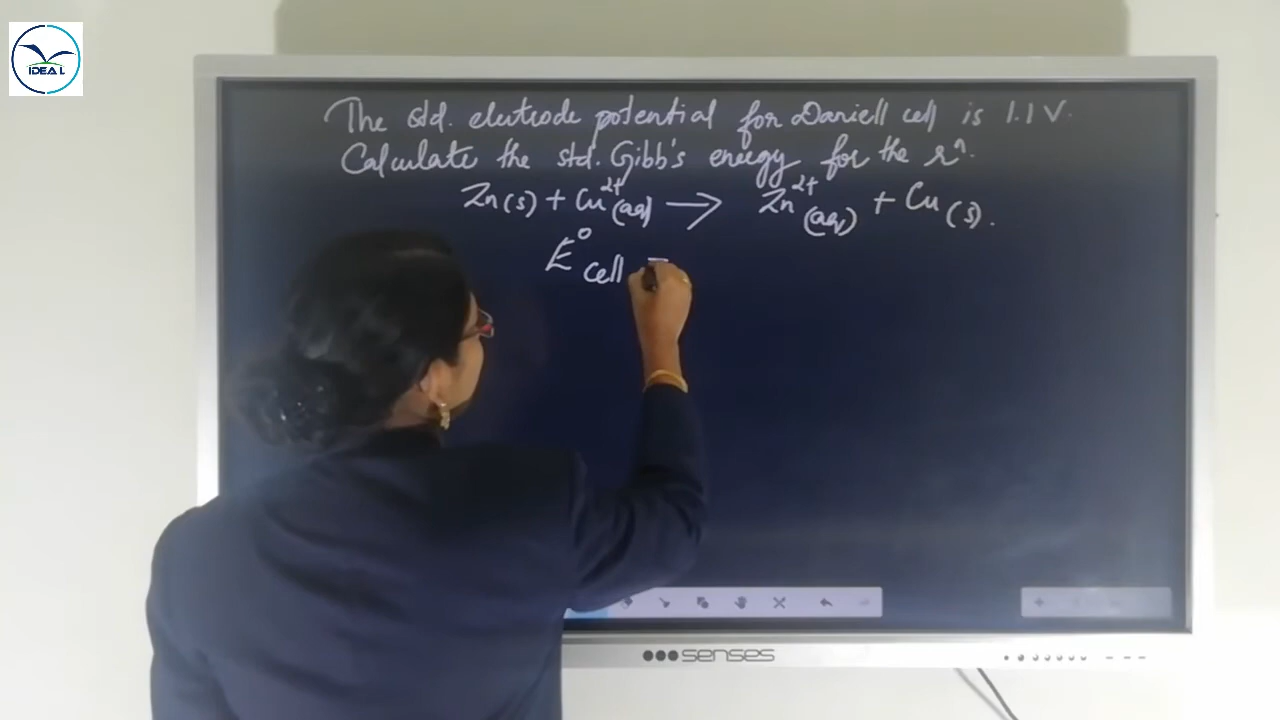 IDEAL
The std. electrode potential for Daniell cell is 1.1 V.
Calculate the std. Gibb's energy for the rⁿ.
Zn(s) + Cu²⁺(aq) → Zn²⁺(aq) + Cu(s).
E⁰cell =
senses